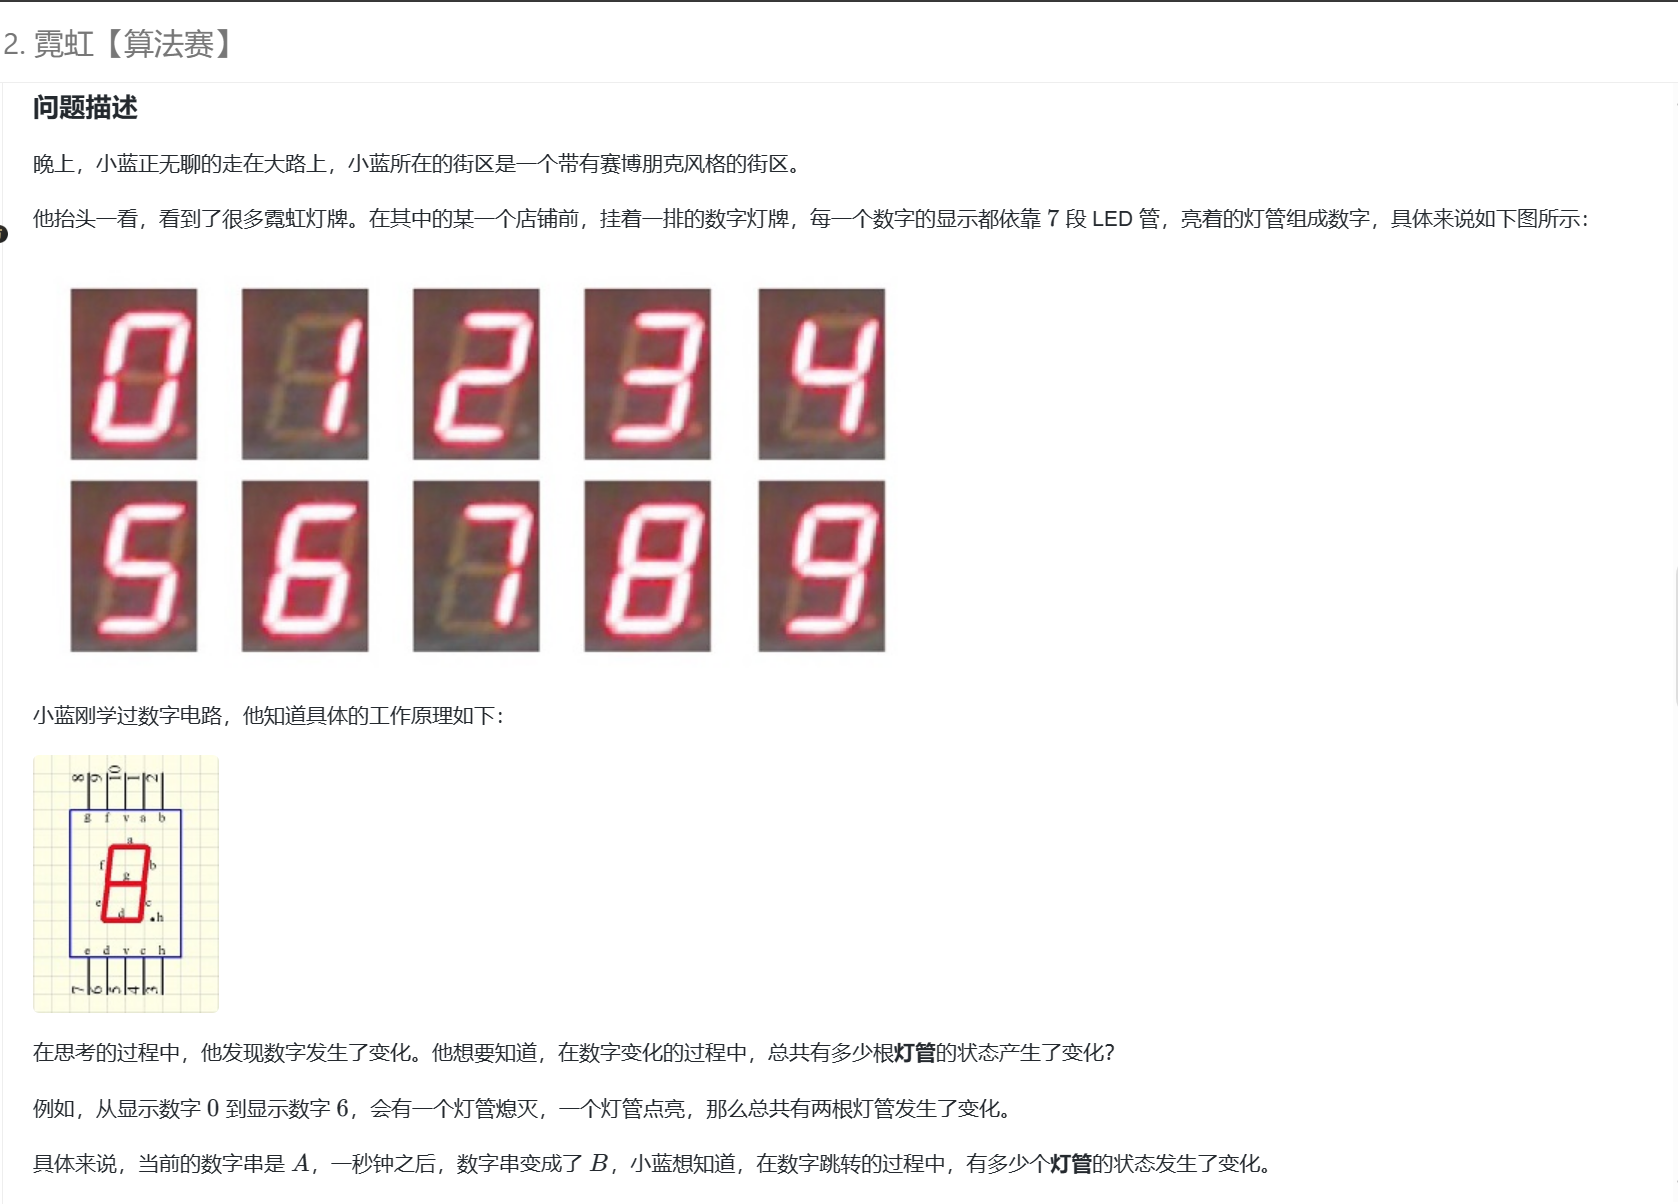 2. 霓虹【算法赛】
问题描述
晚上，小蓝正无聊的走在大路上，小蓝所在的街区是一个带有赛博朋克风格的街区。
他抬头一看，看到了很多霓虹灯牌。在其中的某一个店铺前，挂着一排的数字灯牌，每一个数字的显示都依靠 7 段 LED 管，亮着的灯管组成数字，具体来说如下图所示：
0 1 2 3 4
5 6 7 8 9
小蓝刚学过数字电路，他知道具体的工作原理如下：
8 9 10 1 2
g f v a b
a
f b
g
e c
d .h
e d v c h
7 6 5 4 3
在思考的过程中，他发现数字发生了变化。他想要知道，在数字变化的过程中，总共有多少根灯管的状态产生了变化？
例如，从显示数字 0 到显示数字 6，会有一个灯管熄灭，一个灯管点亮，那么总共有两根灯管发生了变化。
具体来说，当前的数字串是 A，一秒钟之后，数字串变成了 B，小蓝想知道，在数字跳转的过程中，有多少个灯管的状态发生了变化。